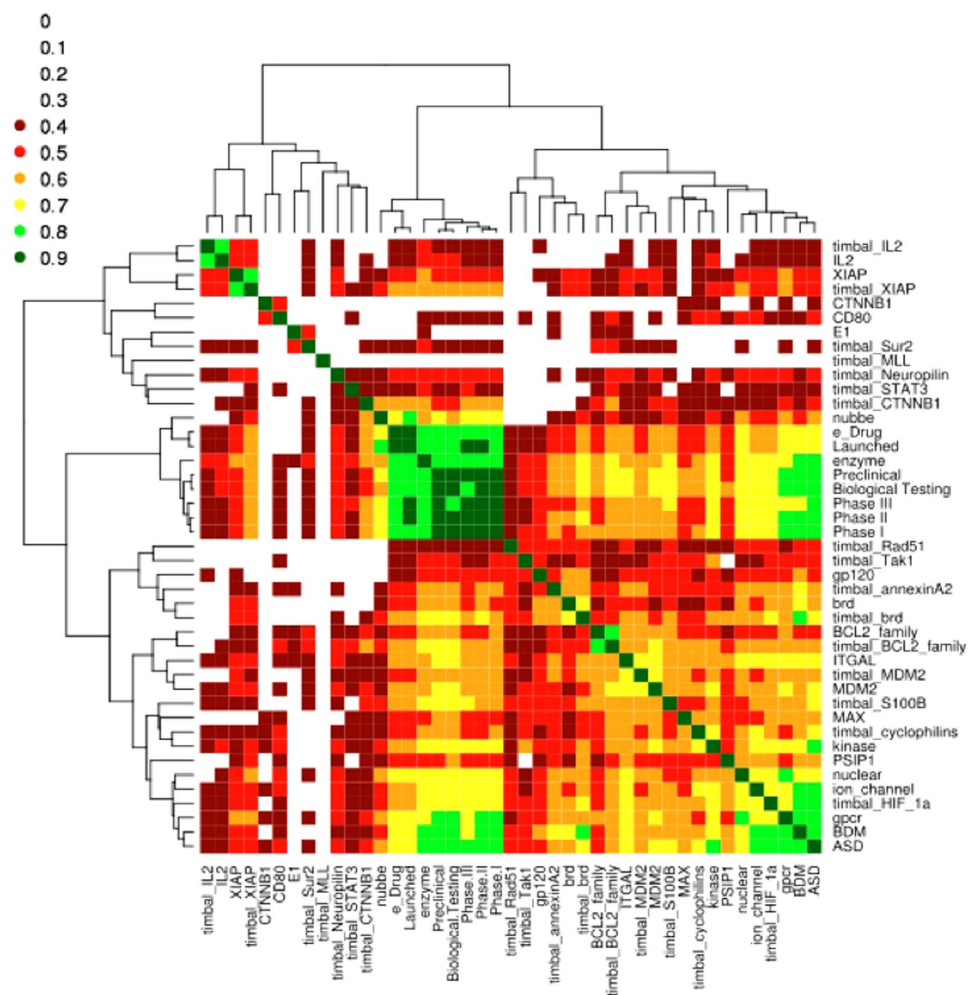 0
0.1
0.2
0.3
0.4
0.5
0.6
0.7
0.8
0.9
timbal_IL2
IL2
XIAP
timbal_XIAP
CTNNB1
CD80
E1
timbal_Sur2
timbal_MLL
timbal_Neuropilin
timbal_STAT3
timbal_CTNNB1
nubbe
e_Drug
Launched
enzyme
Preclinical
Biological Testing
Phase III
Phase II
Phase I
timbal_Rad51
timbal_Tak1
gp120
timbal_annexinA2
brd
timbal_brd
BCL2_family
timbal_BCL2_family
ITGAL
timbal_MDM2
MDM2
timbal_S100B
MAX
timbal_cyclophilins
kinase
PSIP1
nuclear
ion_channel
timbal_HIF_1a
gpcr
BDM
ASD
timbal_IL2
IL2
XIAP
timbal_XIAP
CTNNB1
CD80
E1
timbal_Sur2
timbal_MLL
timbal_Neuropilin
timbal_STAT3
timbal_CTNNB1
nubbe
e_Drug
Launched
enzyme
Preclinical
Biological.Testing
Phase.III
Phase.II
Phase.I
timbal_Rad51
timbal_Tak1
gp120
timbal_annexinA2
brd
timbal_brd
BCL2_family
timbal_BCL2_family
ITGAL
timbal_MDM2
MDM2
timbal_S100B
MAX
timbal_cyclophilins
kinase
PSIP1
nuclear
ion_channel
timbal_HIF_1a
gpcr
BDM
ASD